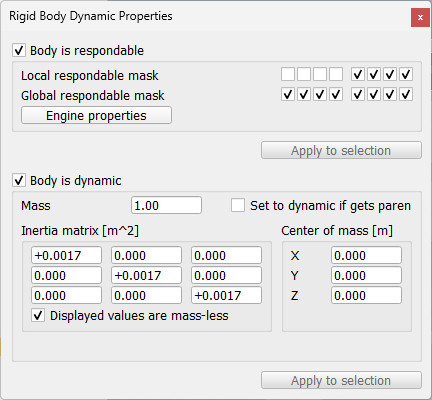 Rigid Body Dynamic Properties
Body is respondable
Local respondable mask
Global respondable mask
Engine properties
Apply to selection
Body is dynamic
Mass 1.00 Set to dynamic if gets paren
Inertia matrix [m^2] Center of mass [m]
+0.0017 0.000 0.000 X 0.000
0.000 +0.0017 0.000 Y 0.000
0.000 0.000 +0.0017 Z 0.000
Displayed values are mass-less
Apply to selection